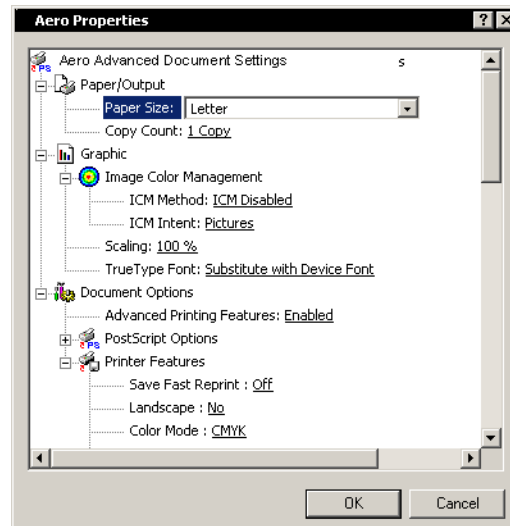 Aero Properties
Aero Advanced Document Settings s
Paper/Output
Paper Size: Letter
Copy Count: 1 Copy
Graphic
Image Color Management
ICM Method: ICM Disabled
ICM Intent: Pictures
Scaling: 100 %
TrueType Font: Substitute with Device Font
Document Options
Advanced Printing Features: Enabled
PS PostScript Options
Printer Features
Save Fast Reprint : Off
Landscape : No
Color Mode : CMYK
OK Cancel